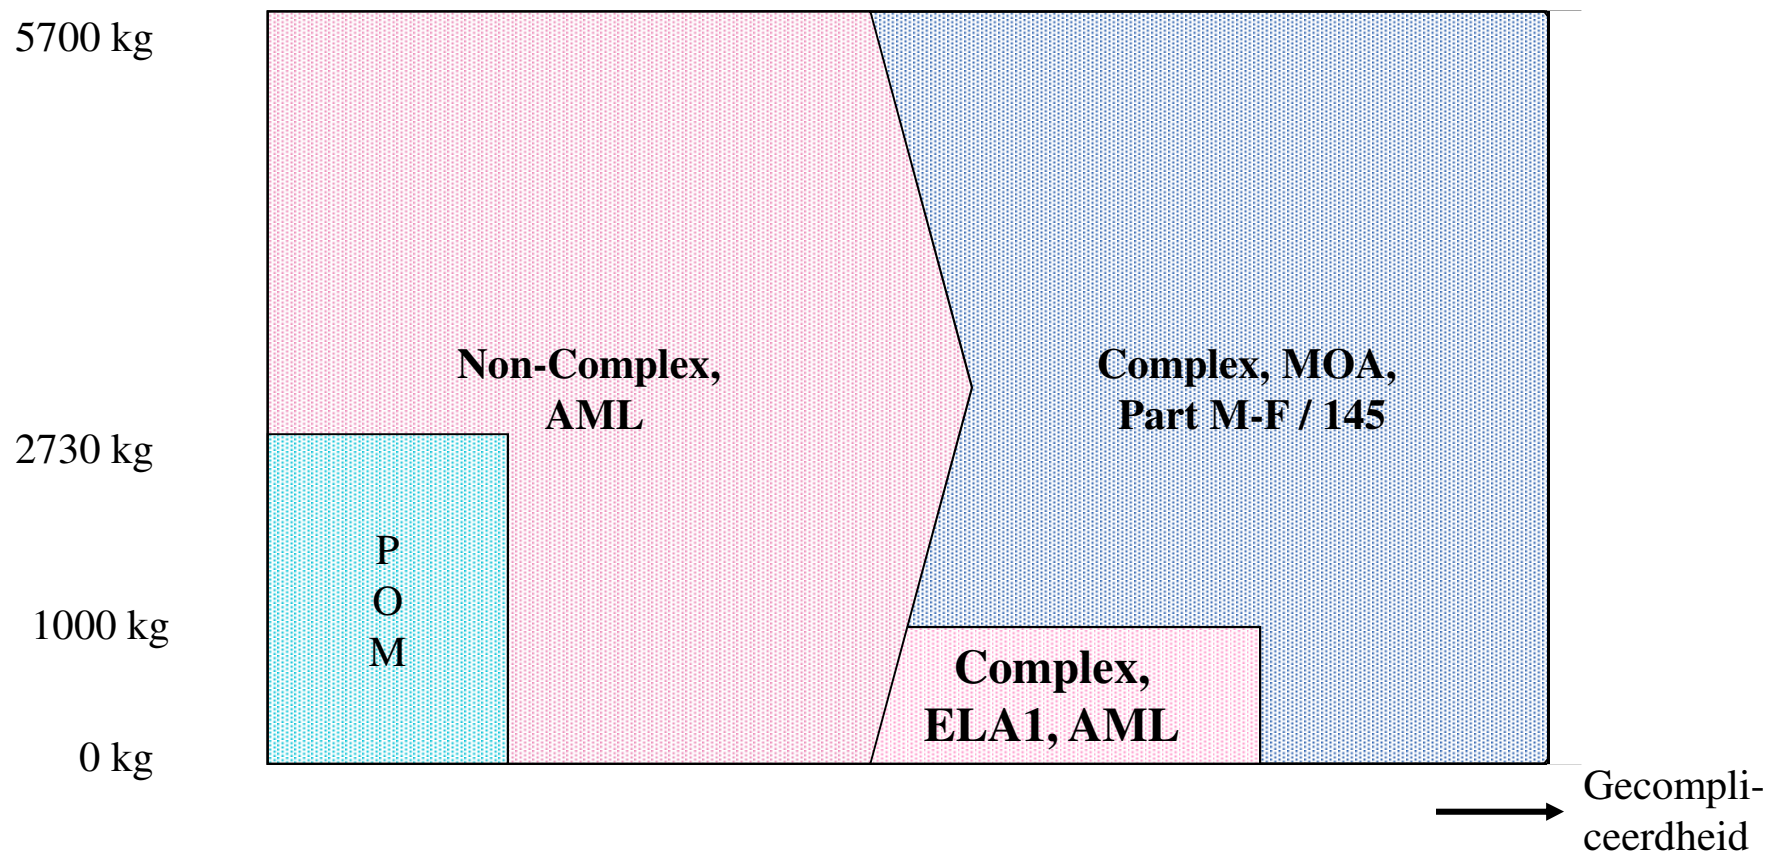 5700 kg
Non-Complex,
AML
Complex, MOA,
Part M-F / 145
2730 kg
P
O
M
1000 kg
Complex,
ELA1, AML
0 kg
Gecompli-
ceerdheid